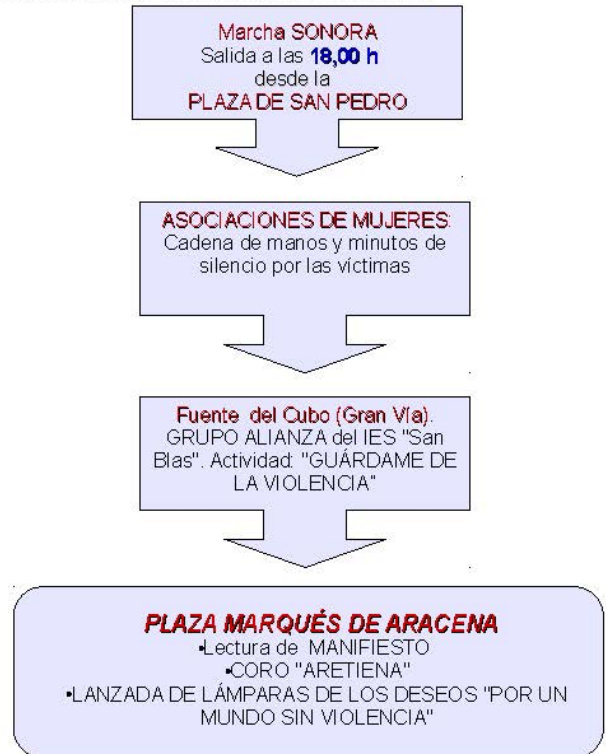 Marcha SONORA
Salida a las 18,00 h
desde la
PLAZA DE SAN PEDRO
ASOCIACIONES DE MUJERES:
Cadena de manos y minutos de
silencio por las víctimas
Fuente del Cubo (Gran Vía).
GRUPO ALIANZA del IES "San
Blas". Actividad: "GUÁRDAME DE
LA VIOLENCIA"
PLAZA MARQUÉS DE ARACENA
•Lectura de MANIFIESTO
•CORO "ARETIENA"
•LANZADA DE LÁMPARAS DE LOS DESEOS "POR UN
MUNDO SIN VIOLENCIA"